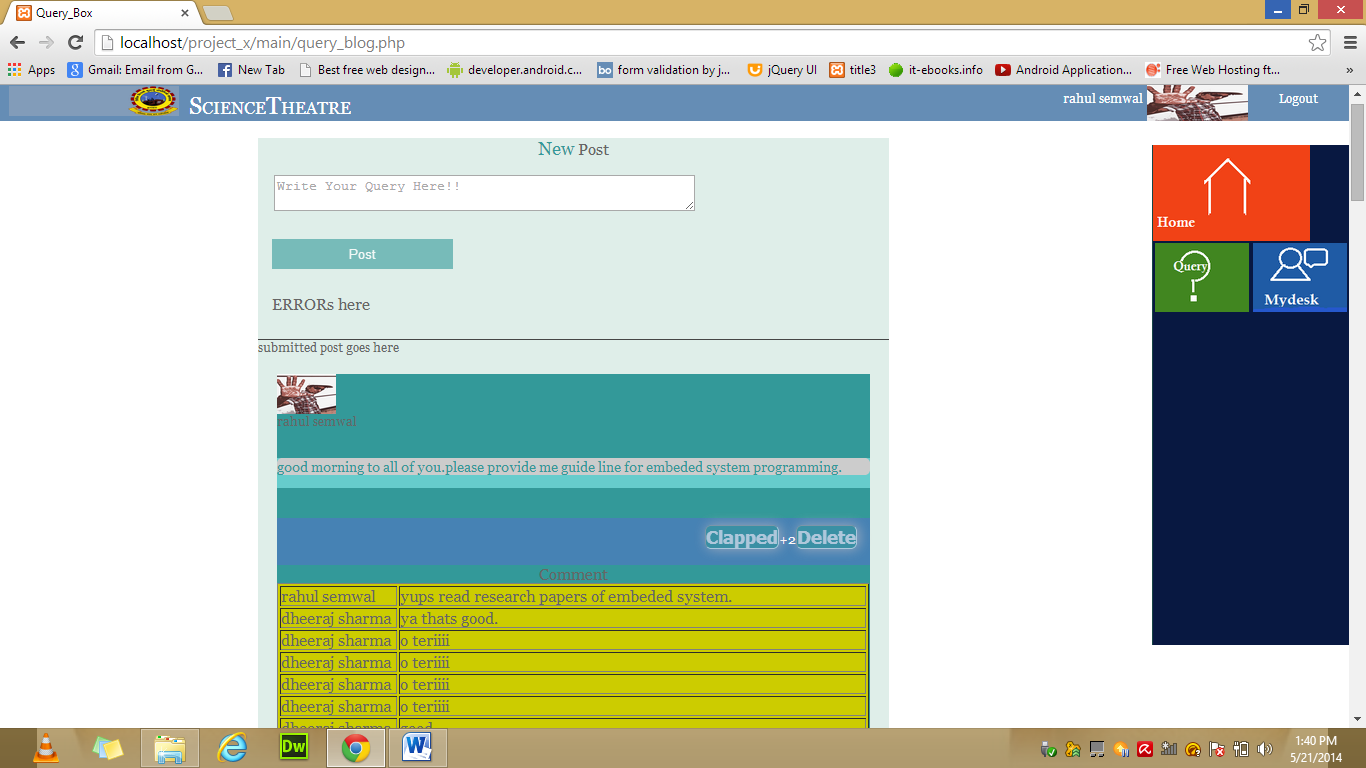 Query_Box
localhost/project_x/main/query_blog.php
Apps Gmail: Email from G... New Tab Best free web design... developer.android.c... form validation by j... jQuery UI title3 it-ebooks.info Android Application... Free Web Hosting ft... »
ScienceTheatre rahul semwal Logout
New Post
Write Your Query Here!!
Post
ERRORs here
submitted post goes here
Home
Query
Mydesk
rahul semwal
good morning to all of you.please provide me guide line for embeded system programming.
Clapped +2 Delete
Comment
rahul semwal yups read research papers of embeded system.
dheeraj sharma ya thats good.
dheeraj sharma o teriiii
dheeraj sharma o teriiii
dheeraj sharma o teriiii
dheeraj sharma o teriiii
dheeraj sharma good
Dw
1:40 PM
5/21/2014